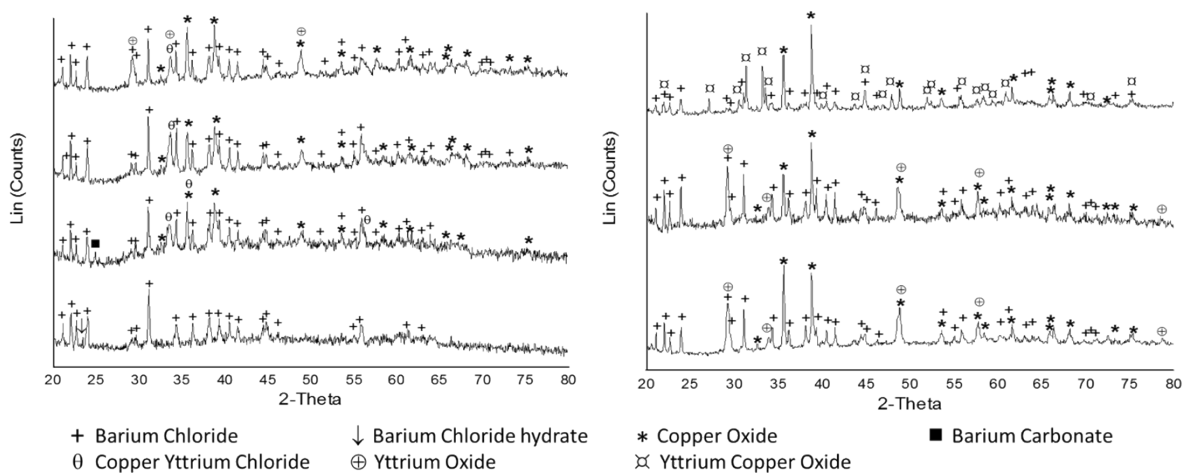 Lin (Counts)
20 25 30 35 40 45 50 55 60 65 70 75 80
2-Theta
Lin (Counts)
20 25 30 35 40 45 50 55 60 65 70 75 80
2-Theta
+ Barium Chloride ↓ Barium Chloride hydrate * Copper Oxide ■ Barium Carbonate
θ Copper Yttrium Chloride ⊕ Yttrium Oxide ¤ Yttrium Copper Oxide